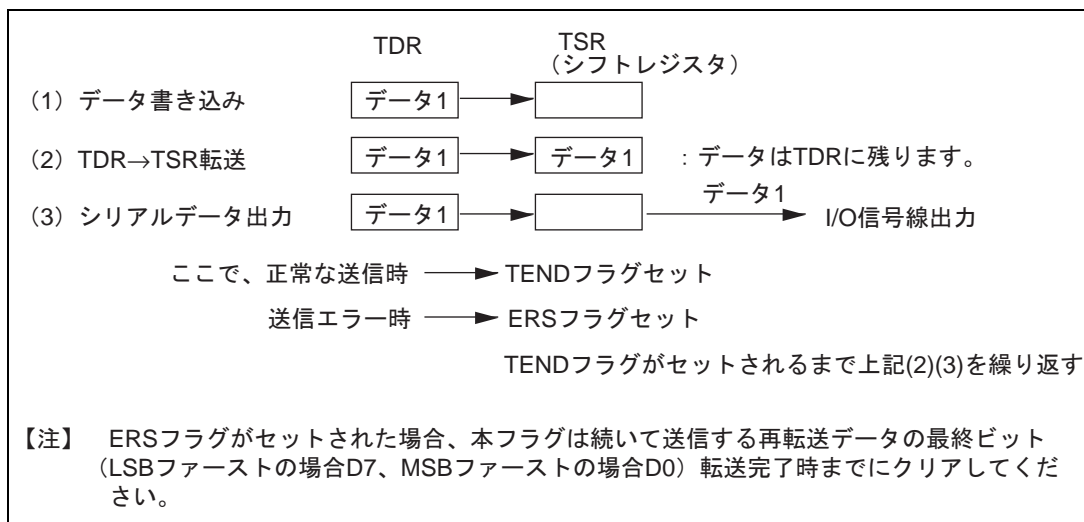 TDR TSR
（シフトレジスタ）
（1）データ書き込み データ1
（2）TDR→TSR転送 データ1 データ1 ：データはTDRに残ります。
（3）シリアルデータ出力 データ1 データ1 I/O信号線出力
ここで、正常な送信時 TENDフラグセット
送信エラー時 ERSフラグセット
TENDフラグがセットされるまで上記(2)(3)を繰り返す
【注】 ERSフラグがセットされた場合、本フラグは続いて送信する再転送データの最終ビット
（LSBファーストの場合D7、MSBファーストの場合D0）転送完了時までにクリアしてくだ
さい。